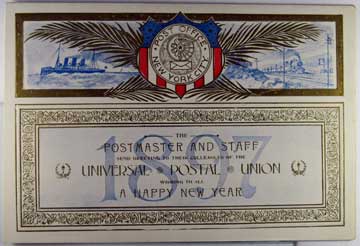 POST OFFICE
NEW YORK CITY
1897
THE
POSTMASTER AND STAFF
SEND GREETING TO THEIR COLLEAGUES OF THE
UNIVERSAL POSTAL UNION
WISHING TO ALL
A HAPPY NEW YEAR